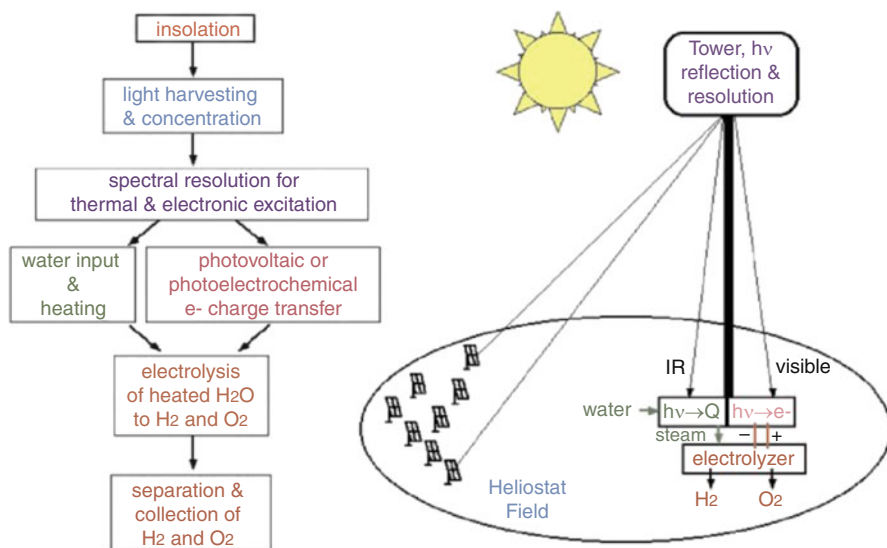 insolation
light harvesting
& concentration
spectral resolution for
thermal & electronic excitation
water input
&
heating
photovoltaic or
photoelectrochemical
e- charge transfer
electrolysis
of heated H2O
to H2 and O2
separation &
collection of
H2 and O2
Tower, hν
reflection &
resolution
IR
visible
water
hν→Q
hν→e-
steam
– +
electrolyzer
H2
O2
Heliostat
Field